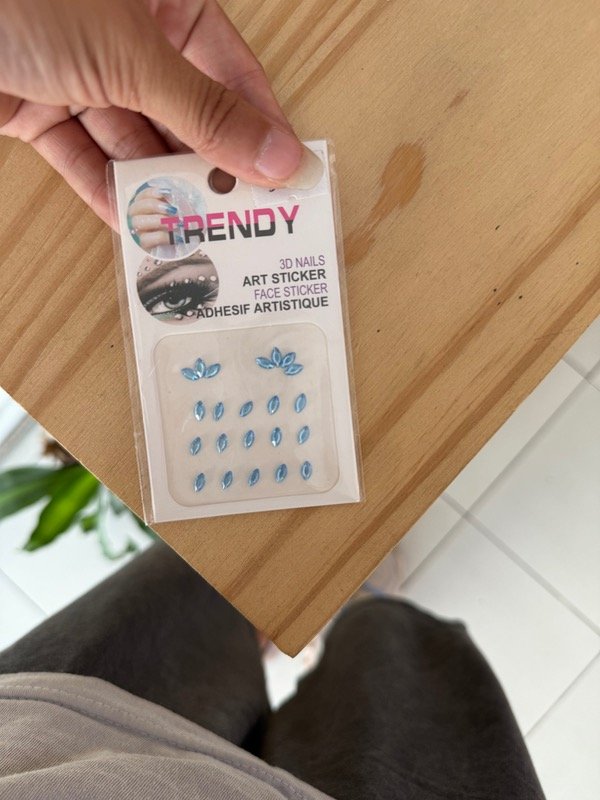 TRENDY
3D NAILS
ART STICKER
FACE STICKER
ADHESIF ARTISTIQUE